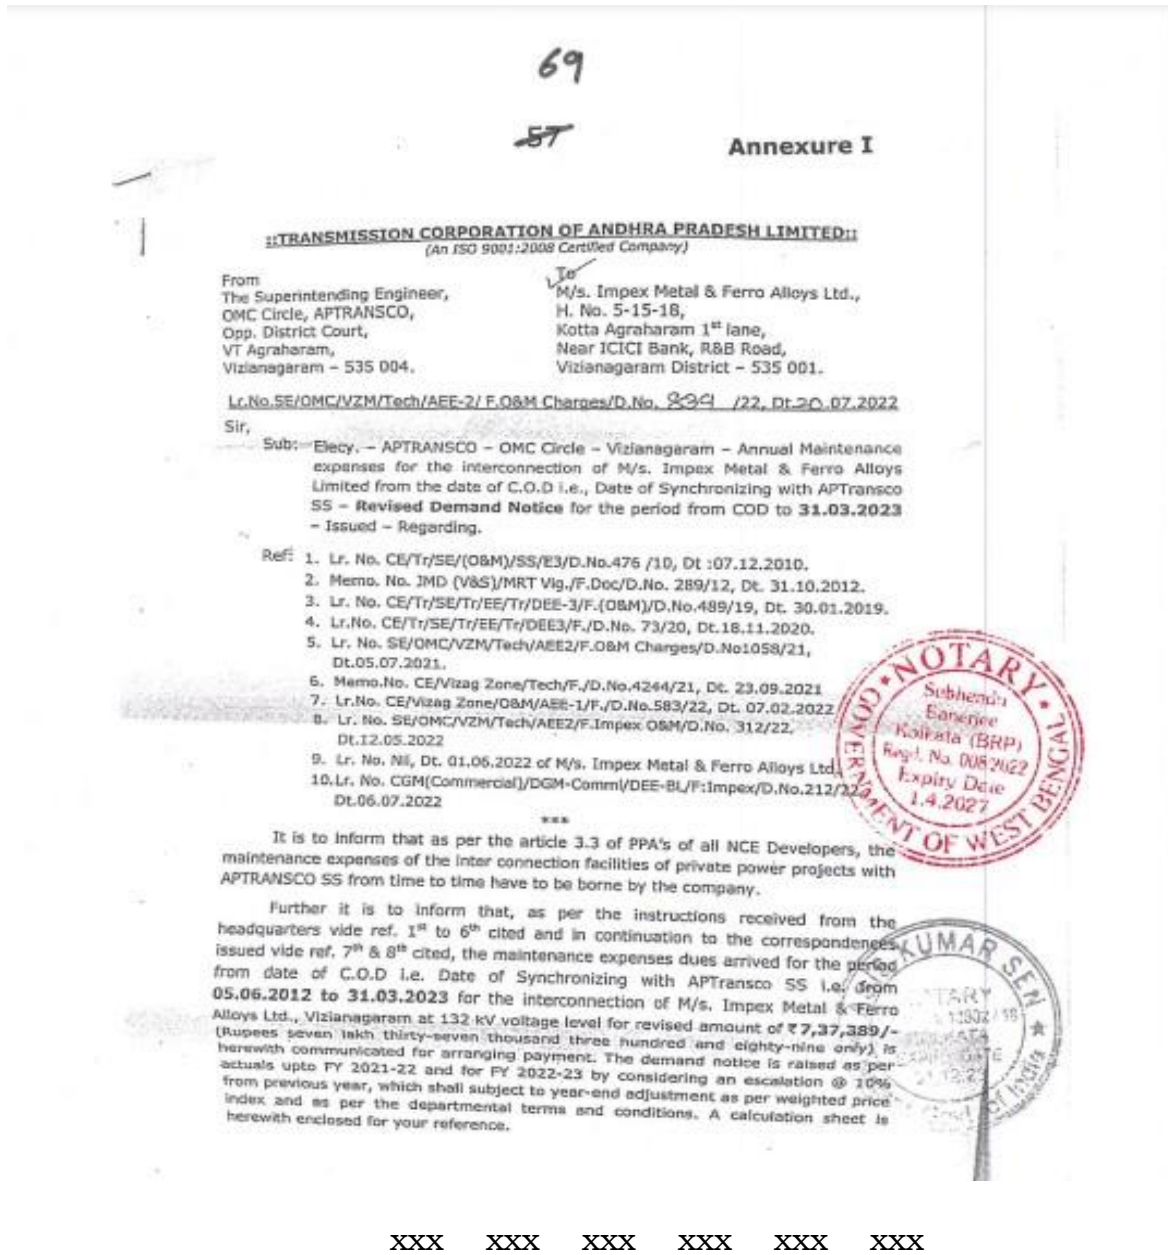 69
57
Annexure I
::TRANSMISSION CORPORATION OF ANDHRA PRADESH LIMITED::
(An ISO 9001:2008 Certified Company)
From
The Superintending Engineer,
OMC Circle, APTRANSCO,
Opp. District Court,
VT Agraharam,
Vizianagaram – 535 004.
To
M/s. Impex Metal & Ferro Alloys Ltd.,
H. No. 5-15-18,
Kotta Agraharam 1st lane,
Near ICICI Bank, R&B Road,
Vizianagaram District – 535 001.
Lr.No.SE/OMC/VZM/Tech/AEE-2/ F.O&M Charges/D.No. 839 /22, Dt.20.07.2022
Sir,
Sub:- Elecy. – APTRANSCO – OMC Circle – Vizianagaram – Annual Maintenance
expenses for the interconnection of M/s. Impex Metal & Ferro Alloys
Limited from the date of C.O.D i.e., Date of Synchronizing with APTransco
SS – Revised Demand Notice for the period from COD to 31.03.2023
– Issued – Regarding.
Ref: 1. Lr. No. CE/Tr/SE/(O&M)/SS/E3/D.No.476 /10, Dt :07.12.2010.
2. Memo. No. JMD (V&S)/MRT Vig./F.Doc/D.No. 289/12, Dt. 31.10.2012.
3. Lr. No. CE/Tr/SE/Tr/EE/Tr/DEE-3/F.(O&M)/D.No.489/19, Dt. 30.01.2019.
4. Lr.No. CE/Tr/SE/Tr/EE/Tr/DEE3/F./D.No. 73/20, Dt.18.11.2020.
5. Lr. No. SE/OMC/VZM/Tech/AEE2/F.O&M Charges/D.No1058/21,
Dt.05.07.2021.
6. Memo.No. CE/Vizag Zone/Tech/F./D.No.4244/21, Dt. 23.09.2021
7. Lr.No. CE/Vizag Zone/O&M/AE-1/F./D.No.583/22, Dt. 07.02.2022
8. Lr. No. SE/OMC/VZM/Tech/AEE2/F.Impex O&M/D.No. 312/22,
Dt.12.05.2022
9. Lr. No. Nil, Dt. 01.06.2022 of M/s. Impex Metal & Ferro Alloys Ltd.
10.Lr. No. CGM(Commercial)/DGM-Comml/DEE-BL/F:Impex/D.No.212/22,
Dt.06.07.2022
***
It is to inform that as per the article 3.3 of PPA's of all NCE Developers, the
maintenance expenses of the inter connection facilities of private power projects with
APTRANSCO SS from time to time have to be borne by the company.
Further it is to inform that, as per the instructions received from the
headquarters vide ref. 1st to 6th cited and in continuation to the correspondences
issued vide ref. 7th & 8th cited, the maintenance expenses dues arrived for the period
from date of C.O.D i.e. Date of Synchronizing with APTransco SS i.e. from
05.06.2012 to 31.03.2023 for the interconnection of M/s. Impex Metal & Ferro
Alloys Ltd., Vizianagaram at 132 kV voltage level for revised amount of ₹7,37,389/-
(Rupees seven lakh thirty-seven thousand three hundred and eighty-nine only) is
herewith communicated for arranging payment. The demand notice is raised as per
actuals upto FY 2021-22 and for FY 2022-23 by considering an escalation @ 10%
from previous year, which shall subject to year-end adjustment as per weighted price
index and as per the departmental terms and conditions. A calculation sheet is
herewith enclosed for your reference.
NOTARY
GOVERNMENT OF WEST BENGAL
Subhendu
Banerjee
Kolkata (BRP)
Regd. No. 008/2022
Expiry Date
1.4.2027
KUMAR SEN
xxx xxx xxx xxx xxx xxx